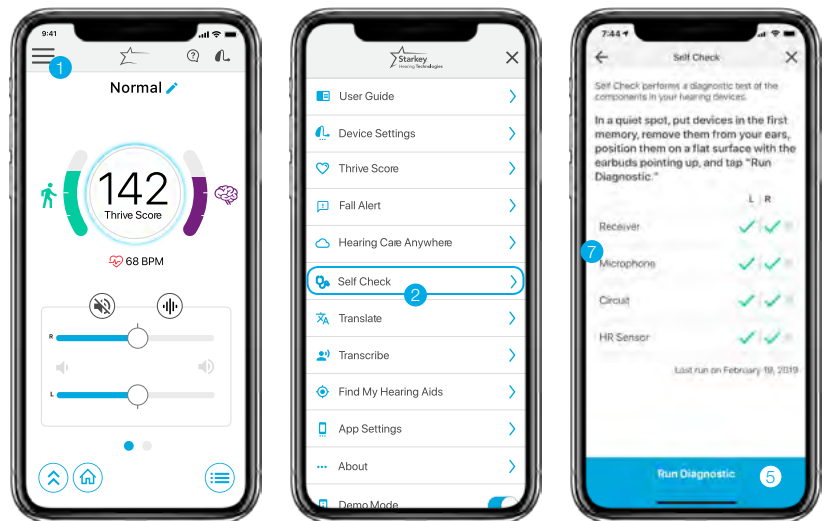 9:41
1
Normal
142
Thrive Score
68 BPM
R
L
Starkey
Hearing Technologies
User Guide
Device Settings
Thrive Score
Fall Alert
Hearing Care Anywhere
Self Check
2
Translate
Transcribe
Find My Hearing Aids
App Settings
About
Demo Mode
7:44
Self Check
Self Check performs a diagnostic test of the
components in your hearing devices.
In a quiet spot, put devices in the first
memory, remove them from your ears,
position them on a flat surface with the
earbuds pointing up, and tap "Run
Diagnostic."
L R
Receiver
7
Microphone
Circuit
HR Sensor
Last run on February 19, 2019
Run Diagnostic 5